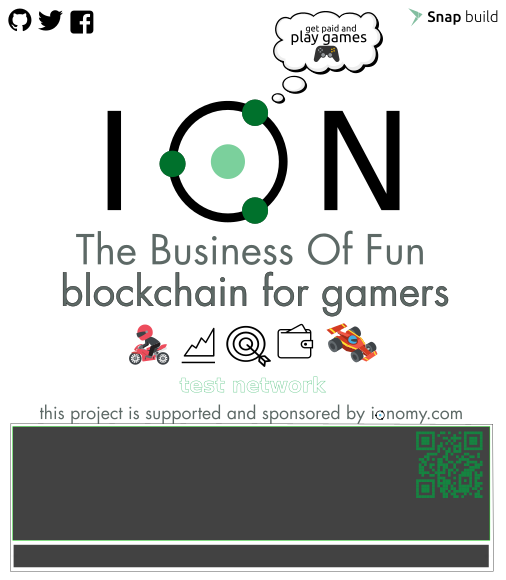 get paid and
play games
Snap build
ION
The Business Of Fun
blockchain for gamers
test network
this project is supported and sponsored by ionomy.com